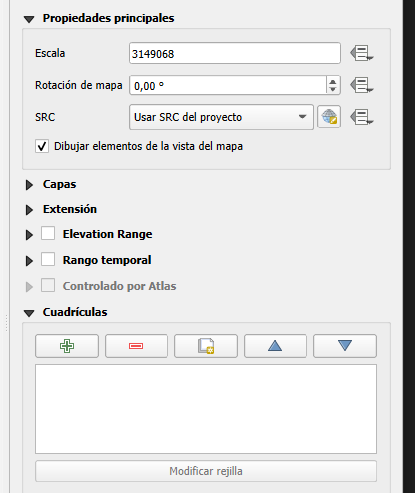 Propiedades principales
Escala 3149068
Rotación de mapa 0,00 °
SRC Usar SRC del proyecto
Dibujar elementos de la vista del mapa
Capas
Extensión
Elevation Range
Rango temporal
Controlado por Atlas
Cuadrículas
Modificar rejilla